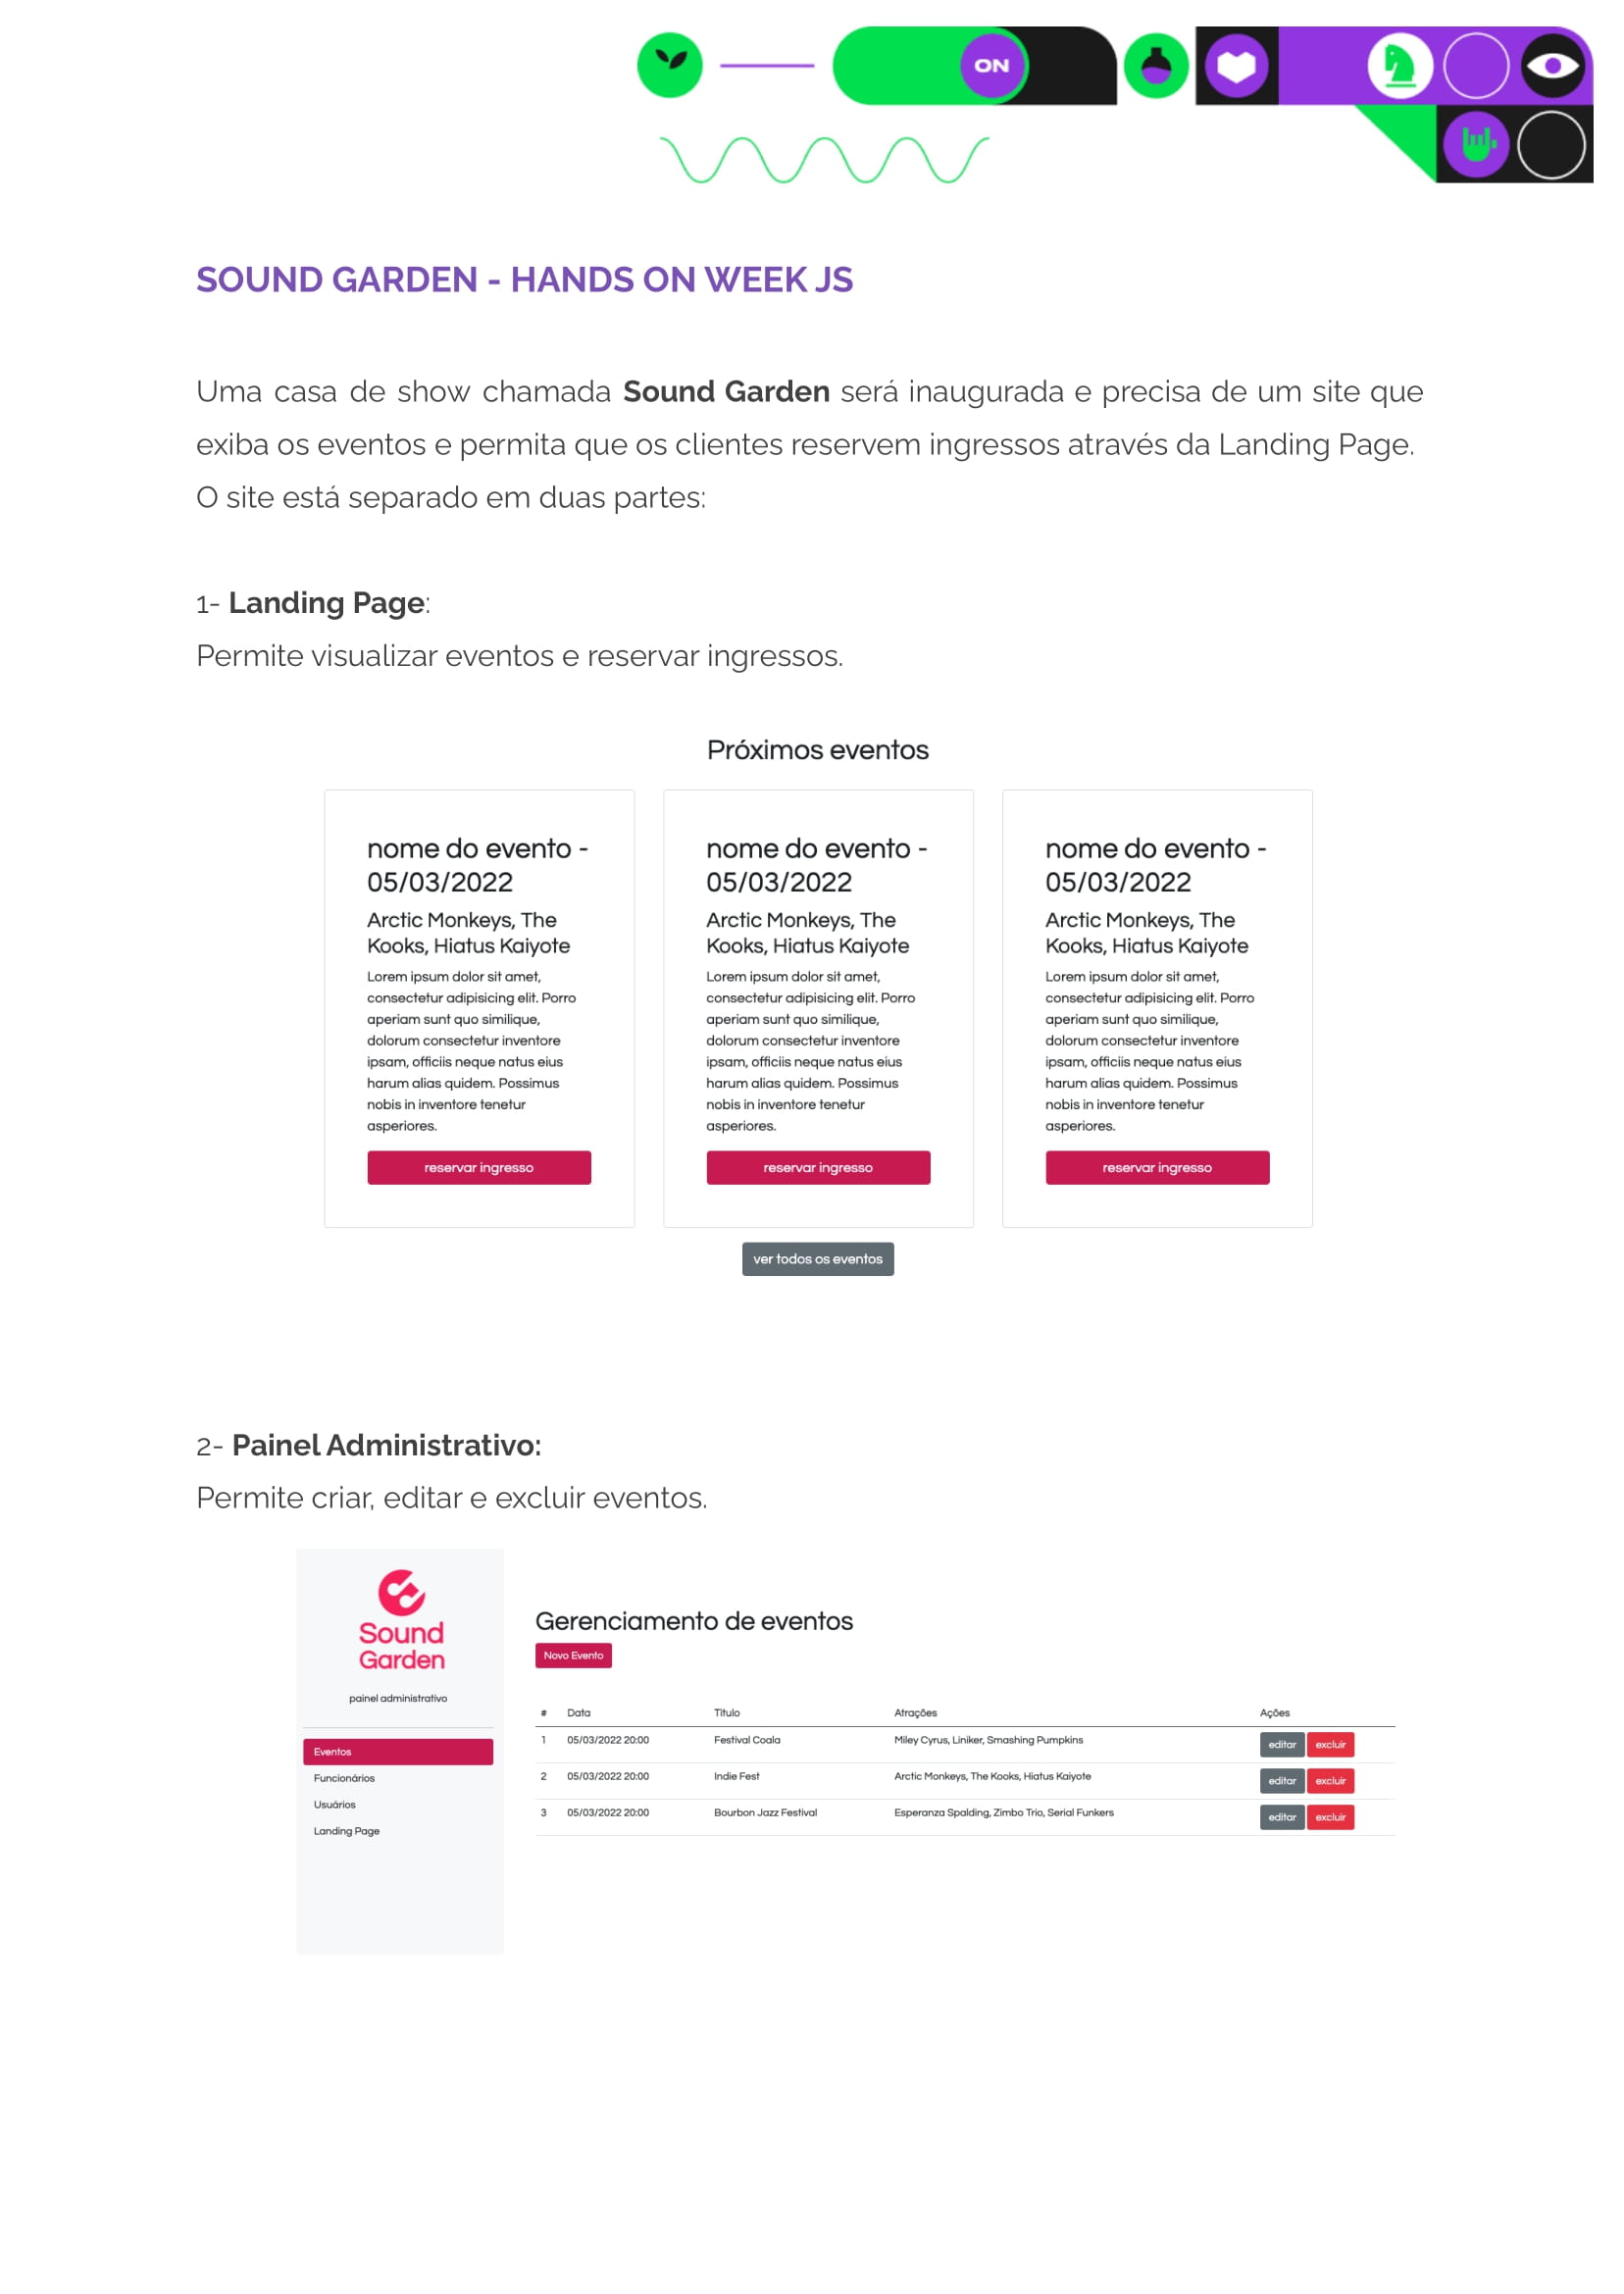 ON
SOUND GARDEN - HANDS ON WEEK JS
Uma casa de show chamada Sound Garden será inaugurada e precisa de um site que
exiba os eventos e permita que os clientes reservem ingressos através da Landing Page.
O site está separado em duas partes:
1- Landing Page:
Permite visualizar eventos e reservar ingressos.
Próximos eventos
nome do evento -
05/03/2022
Arctic Monkeys, The
Kooks, Hiatus Kaiyote
Lorem ipsum dolor sit amet,
consectetur adipisicing elit. Porro
aperiam sunt quo similique,
dolorum consectetur inventore
ipsam, officiis neque natus eius
harum alias quidem. Possimus
nobis in inventore tenetur
asperiores.
reservar ingresso
nome do evento -
05/03/2022
Arctic Monkeys, The
Kooks, Hiatus Kaiyote
Lorem ipsum dolor sit amet,
consectetur adipisicing elit. Porro
aperiam sunt quo similique,
dolorum consectetur inventore
ipsam, officiis neque natus eius
harum alias quidem. Possimus
nobis in inventore tenetur
asperiores.
reservar ingresso
nome do evento -
05/03/2022
Arctic Monkeys, The
Kooks, Hiatus Kaiyote
Lorem ipsum dolor sit amet,
consectetur adipisicing elit. Porro
aperiam sunt quo similique,
dolorum consectetur inventore
ipsam, officiis neque natus eius
harum alias quidem. Possimus
nobis in inventore tenetur
asperiores.
reservar ingresso
ver todos os eventos
2- Painel Administrativo:
Permite criar, editar e excluir eventos.
Sound
Garden
painel administrativo
Eventos
Funcionários
Usuários
Landing Page
Gerenciamento de eventos
Novo Evento
# Data Título Atrações Ações
1 05/03/2022 20:00 Festival Coala Miley Cyrus, Liniker, Smashing Pumpkins editar excluir
2 05/03/2022 20:00 Indie Fest Arctic Monkeys, The Kooks, Hiatus Kaiyote editar excluir
3 05/03/2022 20:00 Bourbon Jazz Festival Esperanza Spalding, Zimbo Trio, Serial Funkers editar excluir